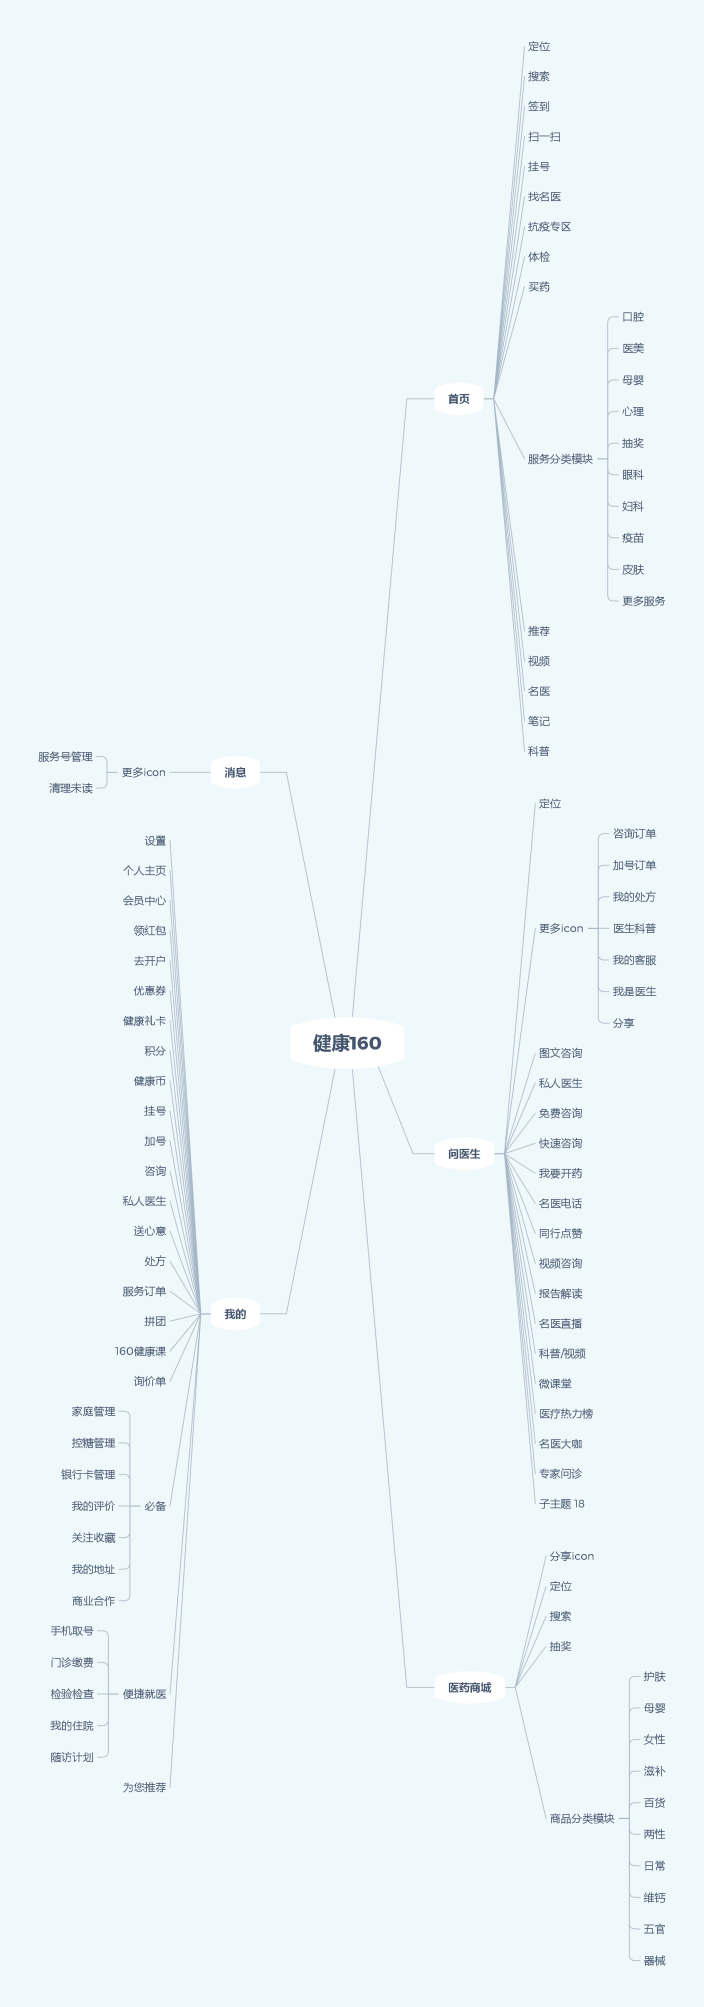 健康160
首页
定位
搜索
签到
扫一扫
挂号
找名医
抗疫专区
体检
买药
服务分类模块
口腔
医美
母婴
心理
抽奖
眼科
妇科
疫苗
皮肤
更多服务
推荐
视频
名医
笔记
科普
问医生
定位
更多icon
咨询订单
加号订单
我的处方
医生科普
我的客服
我是医生
分享
图文咨询
私人医生
免费咨询
快速咨询
我要开药
名医电话
同行点赞
视频咨询
报告解读
名医直播
科普/视频
微课堂
医疗热力榜
名医大咖
专家问诊
子主题 18
医药商城
分享icon
定位
搜索
抽奖
商品分类模块
护肤
母婴
女性
滋补
百货
两性
日常
维钙
五官
器械
消息
更多icon
服务号管理
清理未读
我的
设置
个人主页
会员中心
领红包
去开户
优惠券
健康礼卡
积分
健康币
挂号
加号
咨询
私人医生
送心意
处方
服务订单
拼团
160健康课
询价单
必备
家庭管理
控糖管理
银行卡管理
我的评价
关注收藏
我的地址
商业合作
便捷就医
手机取号
门诊缴费
检验检查
我的住院
随访计划
为您推荐